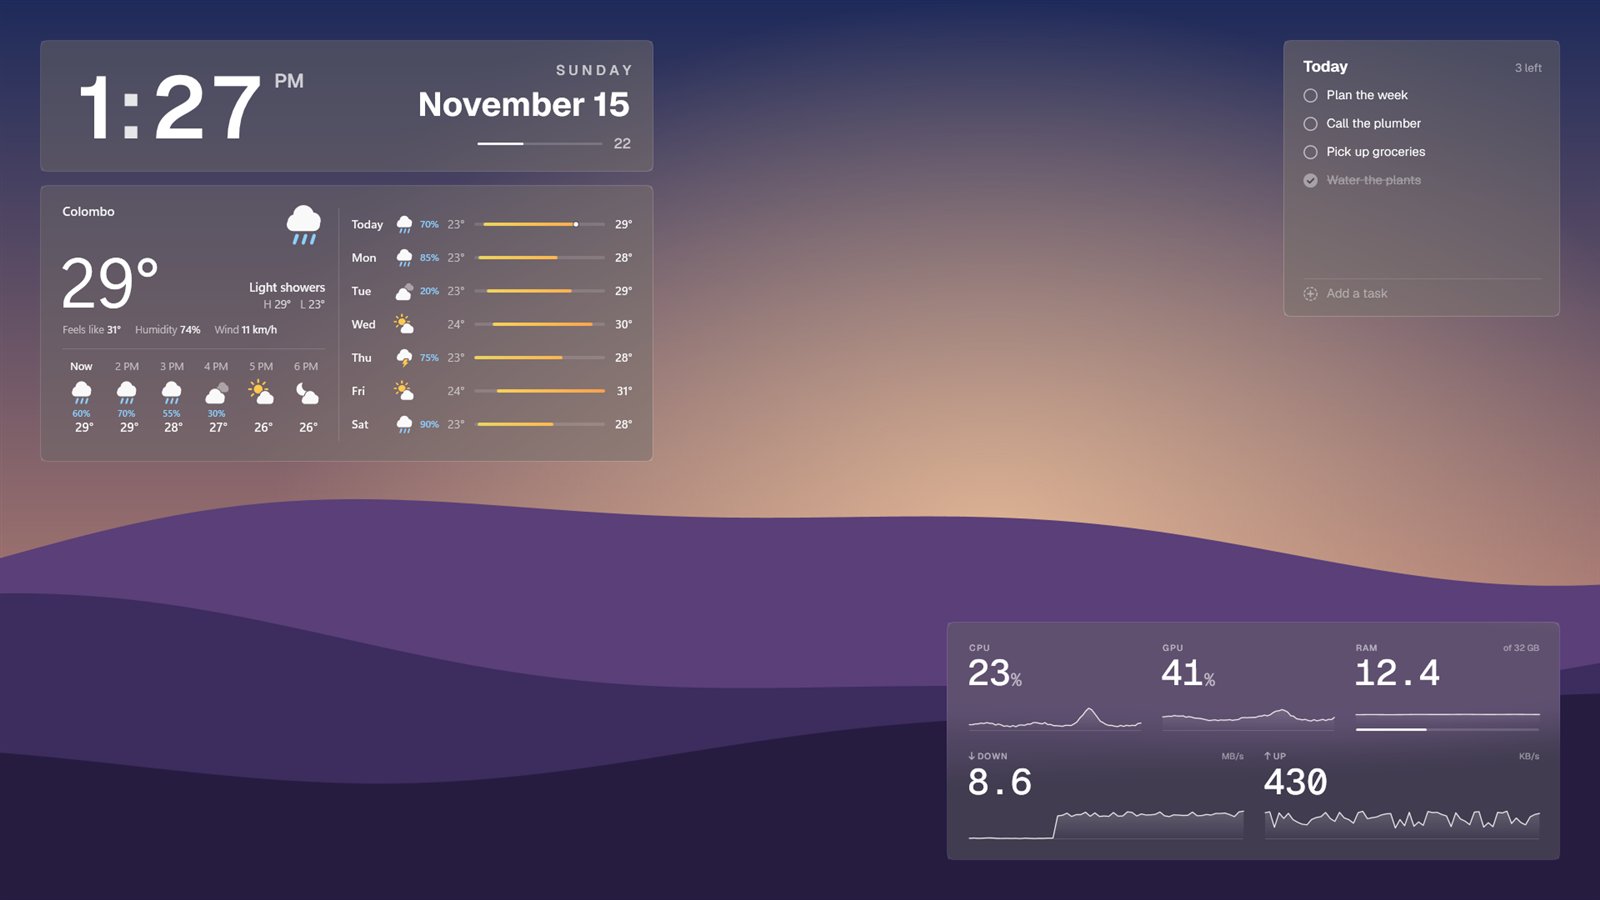 1:27 PM
SUNDAY
November 15
22
Colombo
29°
Light showers
H 29° L 23°
Feels like 31° Humidity 74% Wind 11 km/h
Now 2 PM 3 PM 4 PM 5 PM 6 PM
60% 70% 55% 30%
29° 29° 28° 27° 26° 26°
Today 70% 23° 29°
Mon 85% 23° 28°
Tue 20% 23° 29°
Wed 24° 30°
Thu 75% 23° 28°
Fri 24° 31°
Sat 90% 23° 28°
Today 3 left
Plan the week
Call the plumber
Pick up groceries
Water the plants
Add a task
CPU GPU RAM of 32 GB
23% 41% 12.4
↓ DOWN MB/s ↑ UP KB/s
8.6 430